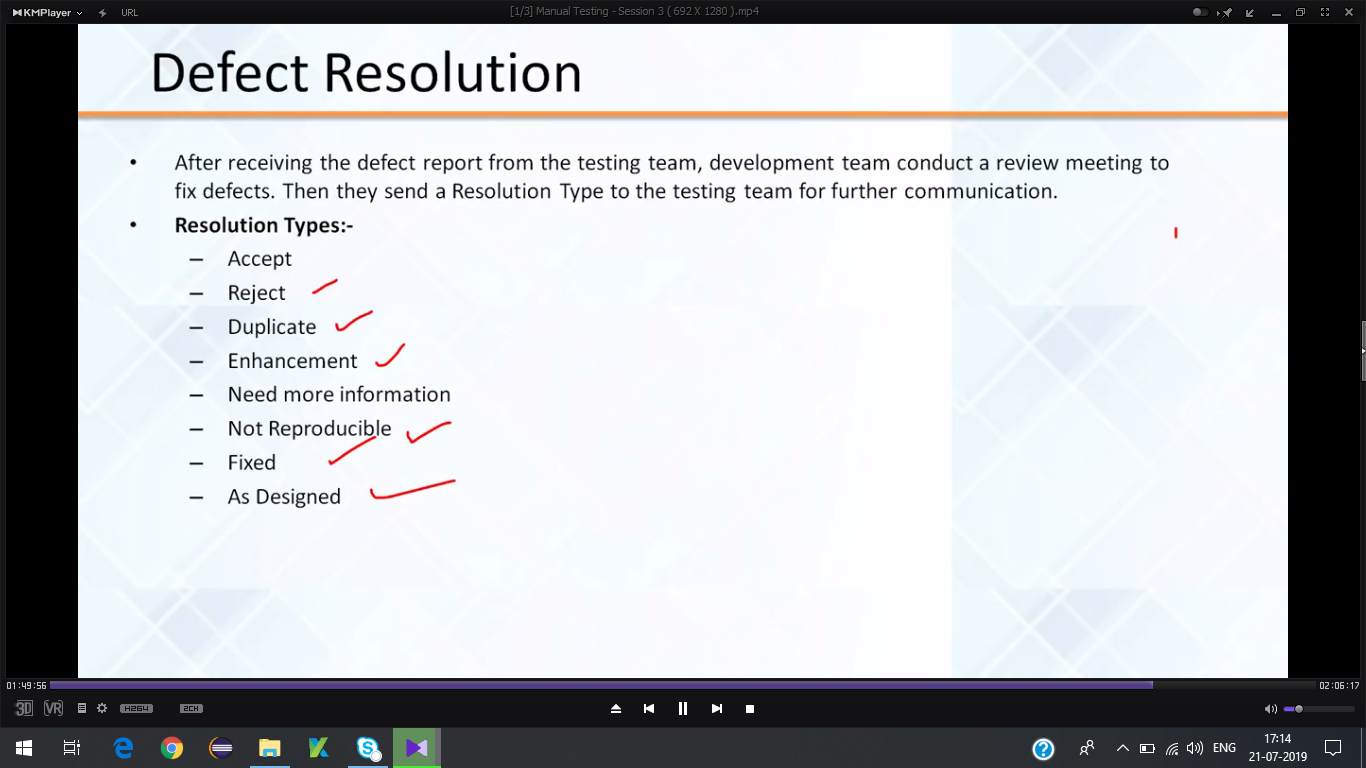 KMPlayer
URL
[1/3] Manual Testing - Session 3 ( 692 X 1280 ).mp4
Defect Resolution
• After receiving the defect report from the testing team, development team conduct a review meeting to
fix defects. Then they send a Resolution Type to the testing team for further communication.
• Resolution Types:-
– Accept
– Reject
– Duplicate
– Enhancement
– Need more information
– Not Reproducible
– Fixed
– As Designed
01:49:56
02:06:17
3D VR H264 2CH
ENG
17:14
21-07-2019